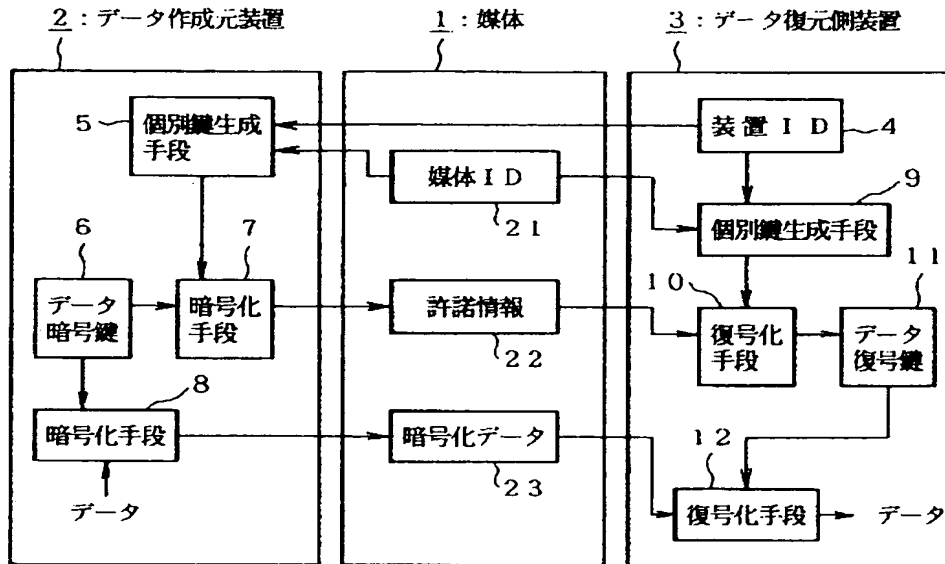 2：データ作成元装置
1：媒体
3：データ復元側装置
5
個別鍵生成
手段
装置ID
4
媒体ID
21
9
個別鍵生成手段
6
7
データ
暗号鍵
暗号化
手段
許諾情報
22
10
11
復号化
手段
データ
復号鍵
8
暗号化手段
暗号化データ
23
12
復号化手段
データ
データ